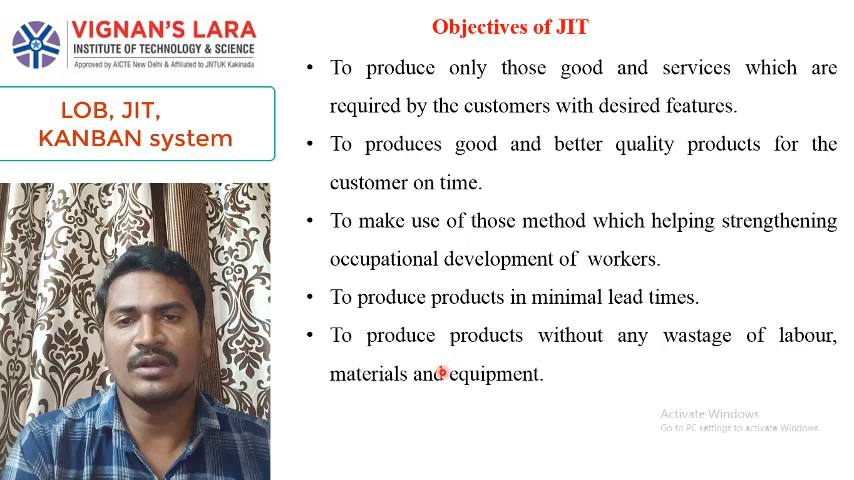 VIGNAN'S LARA
INSTITUTE OF TECHNOLOGY & SCIENCE
Approved by AICTE New Delhi & Affiliated to JNTUK Kakinada
LOB, JIT,
KANBAN system
Objectives of JIT
• To produce only those good and services which are
required by the customers with desired features.
• To produces good and better quality products for the
customer on time.
• To make use of those method which helping strengthening
occupational development of workers.
• To produce products in minimal lead times.
• To produce products without any wastage of labour,
materials and equipment.
Activate Windows
Go to PC settings to activate Windows.